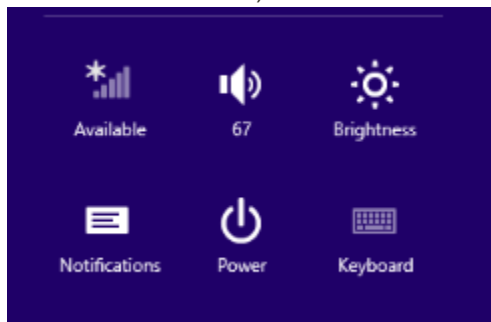 Available
67
Brightness
Notifications
Power
Keyboard